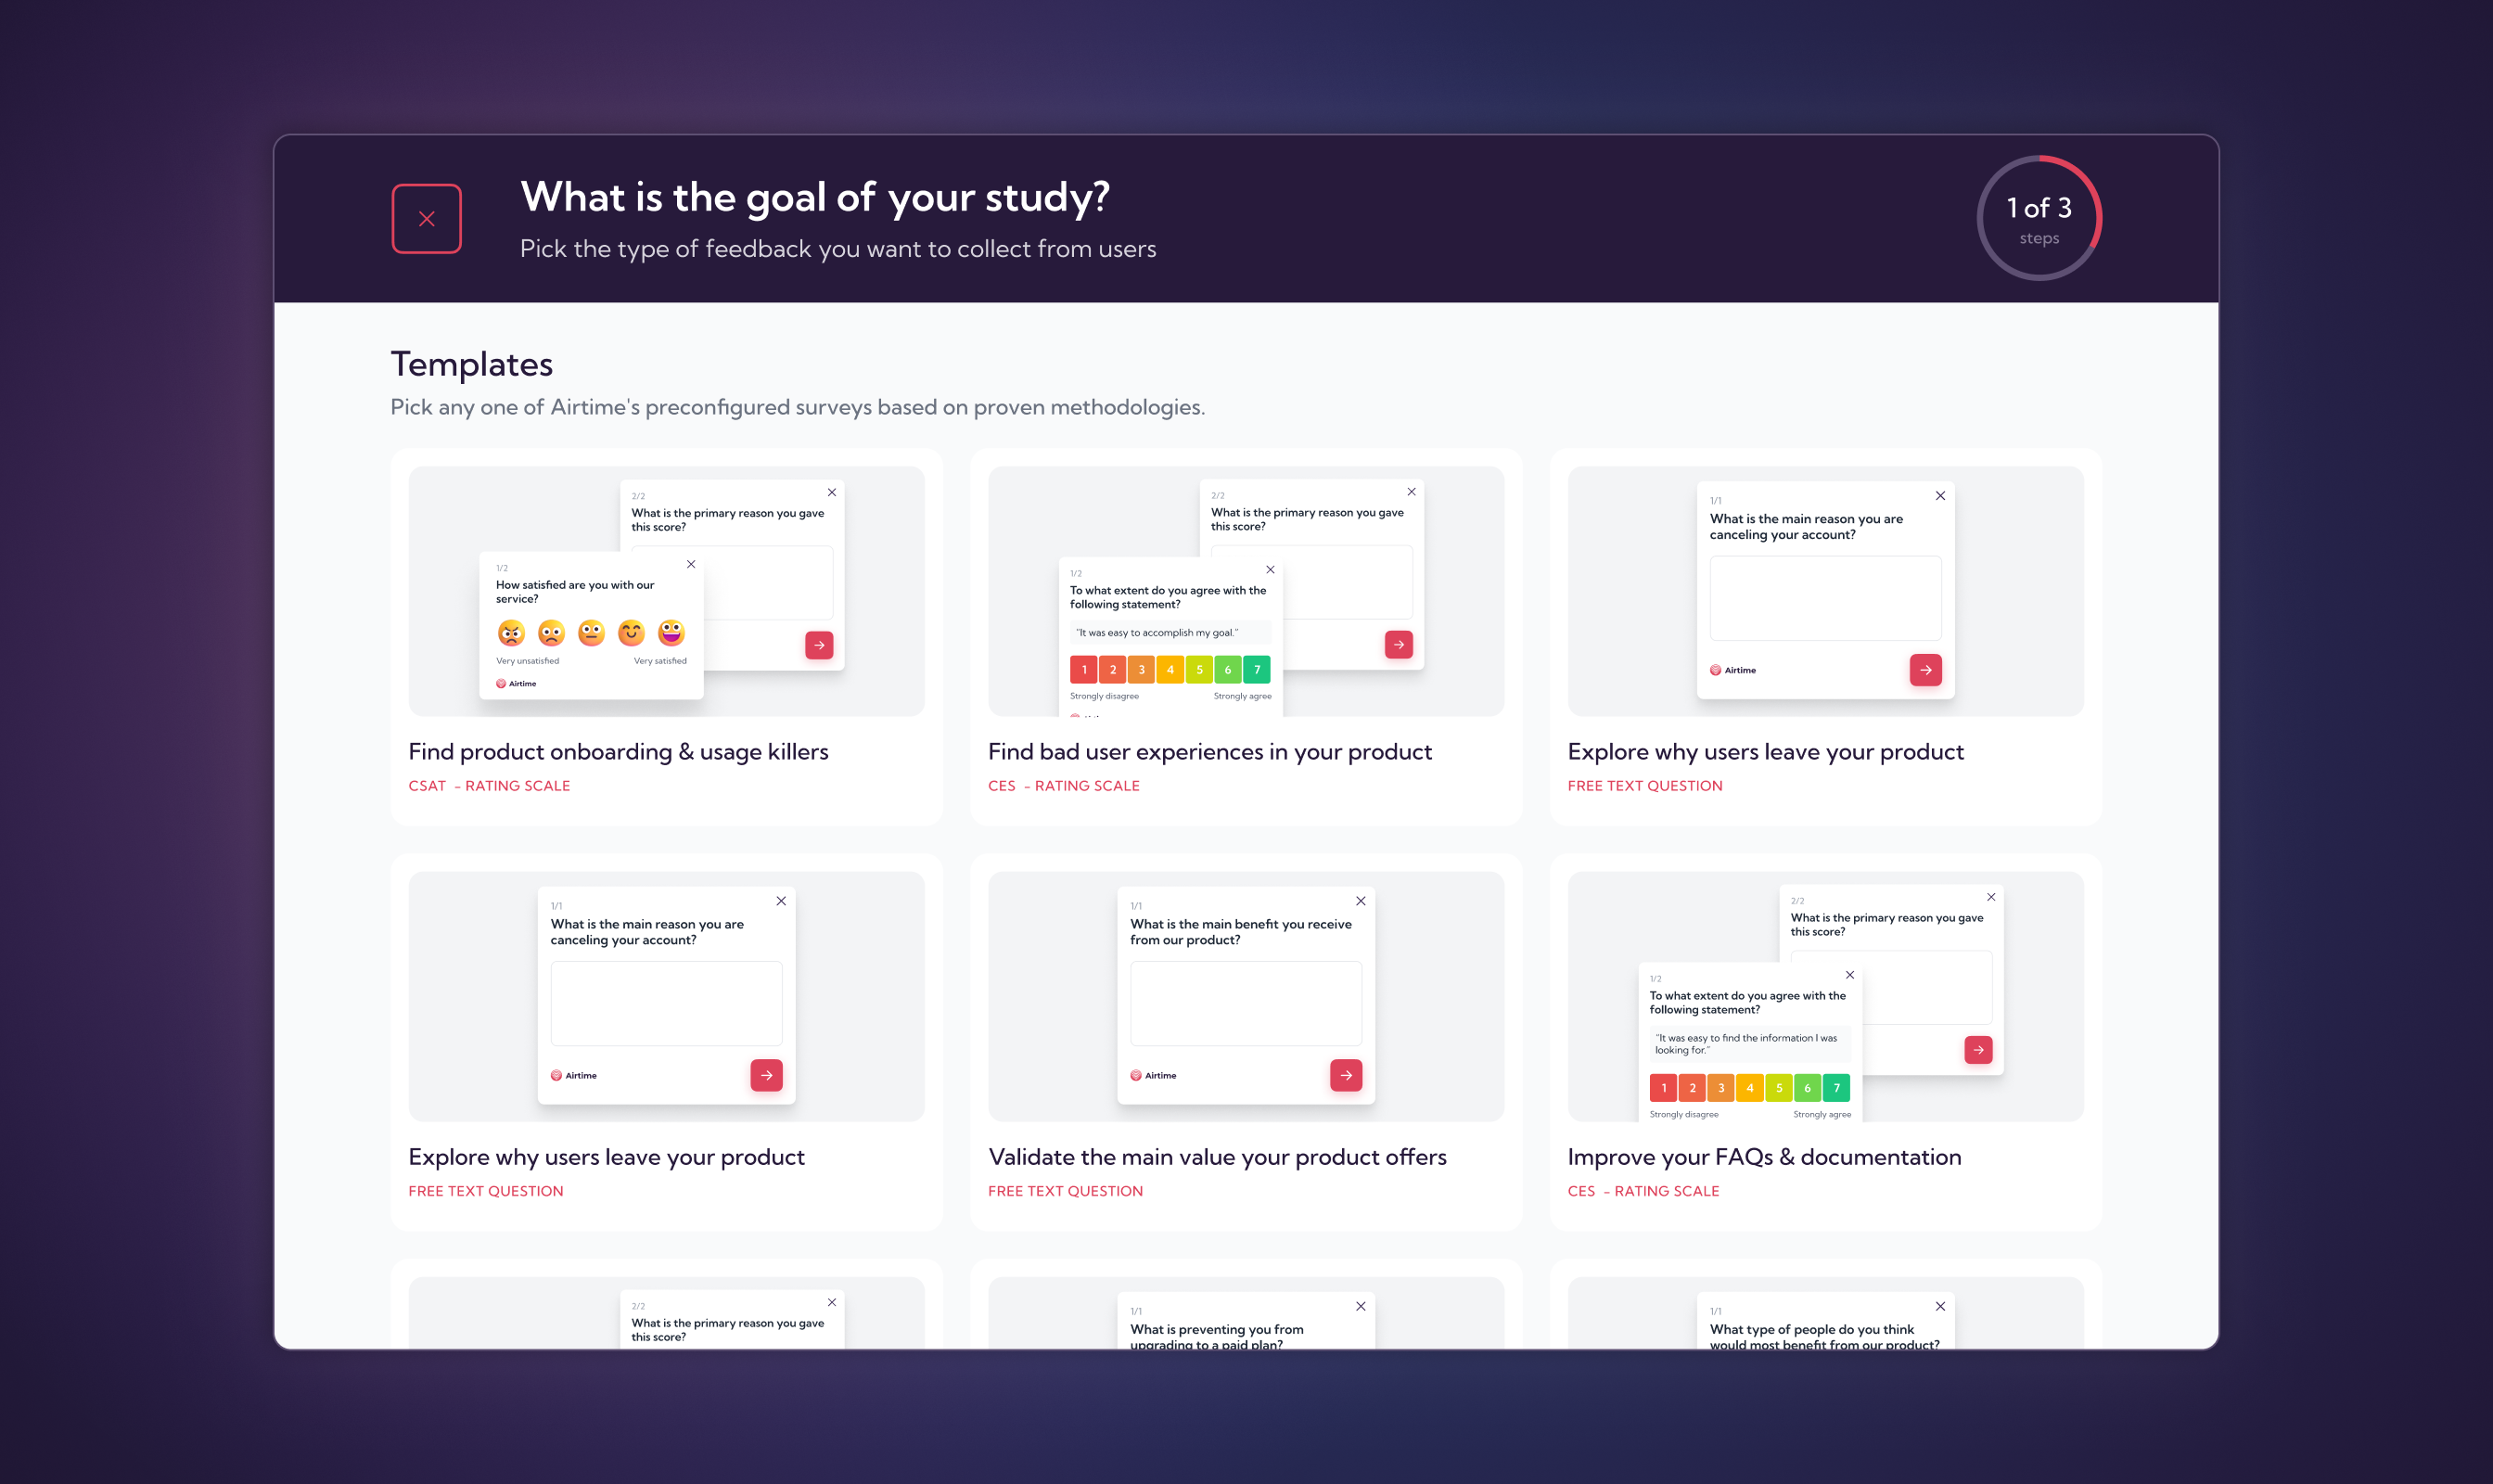 What is the goal of your study?
Pick the type of feedback you want to collect from users
1 of 3
steps
Templates
Pick any one of Airtime's preconfigured surveys based on proven methodologies.
2/2
What is the primary reason you gave
this score?
1/2
How satisfied are you with our
service?
Very unsatisfied
Very satisfied
Airtime
Find product onboarding & usage killers
CSAT - RATING SCALE
2/2
What is the primary reason you gave
this score?
1/2
To what extent do you agree with the
following statement?
"It was easy to accomplish my goal."
1 2 3 4 5 6 7
Strongly disagree
Strongly agree
Find bad user experiences in your product
CES - RATING SCALE
1/1
What is the main reason you are
canceling your account?
Airtime
Explore why users leave your product
FREE TEXT QUESTION
1/1
What is the main reason you are
canceling your account?
Airtime
Explore why users leave your product
FREE TEXT QUESTION
1/1
What is the main benefit you receive
from our product?
Airtime
Validate the main value your product offers
FREE TEXT QUESTION
2/2
What is the primary reason you gave
this score?
1/2
To what extent do you agree with the
following statement?
"It was easy to find the information I was
looking for."
1 2 3 4 5 6 7
Strongly disagree
Strongly agree
Improve your FAQs & documentation
CES - RATING SCALE
2/2
What is the primary reason you gave
this score?
1/1
What is preventing you from
upgrading to a paid plan?
1/1
What type of people do you think
would most benefit from our product?